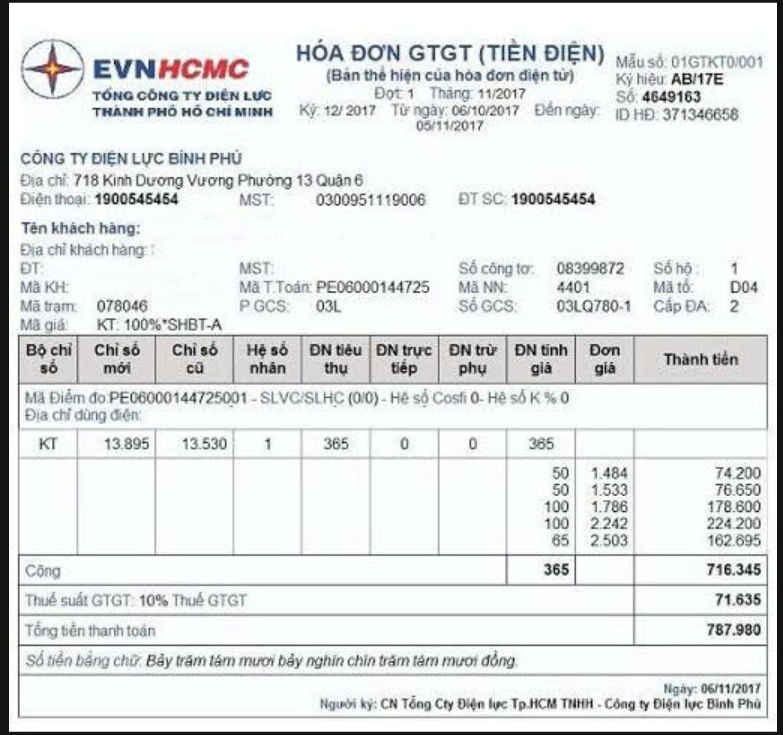 EVNHCMC
TỔNG CÔNG TY ĐIỆN LỰC
THÀNH PHỐ HỒ CHÍ MINH
HÓA ĐƠN GTGT (TIỀN ĐIỆN)
(Bản thể hiện của hóa đơn điện tử)
Đợt: 1 Tháng: 11/2017
Kỳ: 12/ 2017 Từ ngày: 06/10/2017 Đến ngày:
05/11/2017
Mẫu số: 01GTKT0/001
Ký hiệu: AB/17E
Số: 4649163
ID HĐ: 371346658
CÔNG TY ĐIỆN LỰC BÌNH PHÚ
Địa chỉ: 718 Kinh Dương Vương Phường 13 Quận 6
Điện thoại: 1900545454 MST: 0300951119006 ĐT SC: 1900545454
Tên khách hàng:
Địa chỉ khách hàng: :
ĐT: MST: Số công tơ: 08399872 Số hộ : 1
Mã KH: Mã T.Toán: PE06000144725 Mã NN: 4401 Mã tổ: D04
Mã trạm: 078046 P GCS: 03L Số GCS: 03LQ780-1 Cấp ĐA: 2
Mã giá: KT: 100%*SHBT-A
Bộ chỉ số Chỉ số mới Chỉ số cũ Hệ số nhân ĐN tiêu thụ ĐN trực tiếp ĐN trừ phụ ĐN tính giá Đơn giá Thành tiền
Mã Điểm đo PE06000144725001 - SLVC/SLHC (0/0) - Hệ số Cosfi 0- Hệ số K % 0
Địa chỉ dùng điện:
KT 13.895 13.530 1 365 0 0 365
50 1.484 74.200
50 1.533 76.650
100 1.786 178.600
100 2.242 224.200
65 2.503 162.695
Cộng 365 716.345
Thuế suất GTGT: 10% Thuế GTGT 71.635
Tổng tiền thanh toán 787.980
Số tiền bằng chữ: Bảy trăm tám mươi bảy nghìn chín trăm tám mươi đồng.
Ngày: 06/11/2017
Người ký: CN Tổng Cty Điện lực Tp.HCM TNHH - Công ty Điện lực Bình Phú